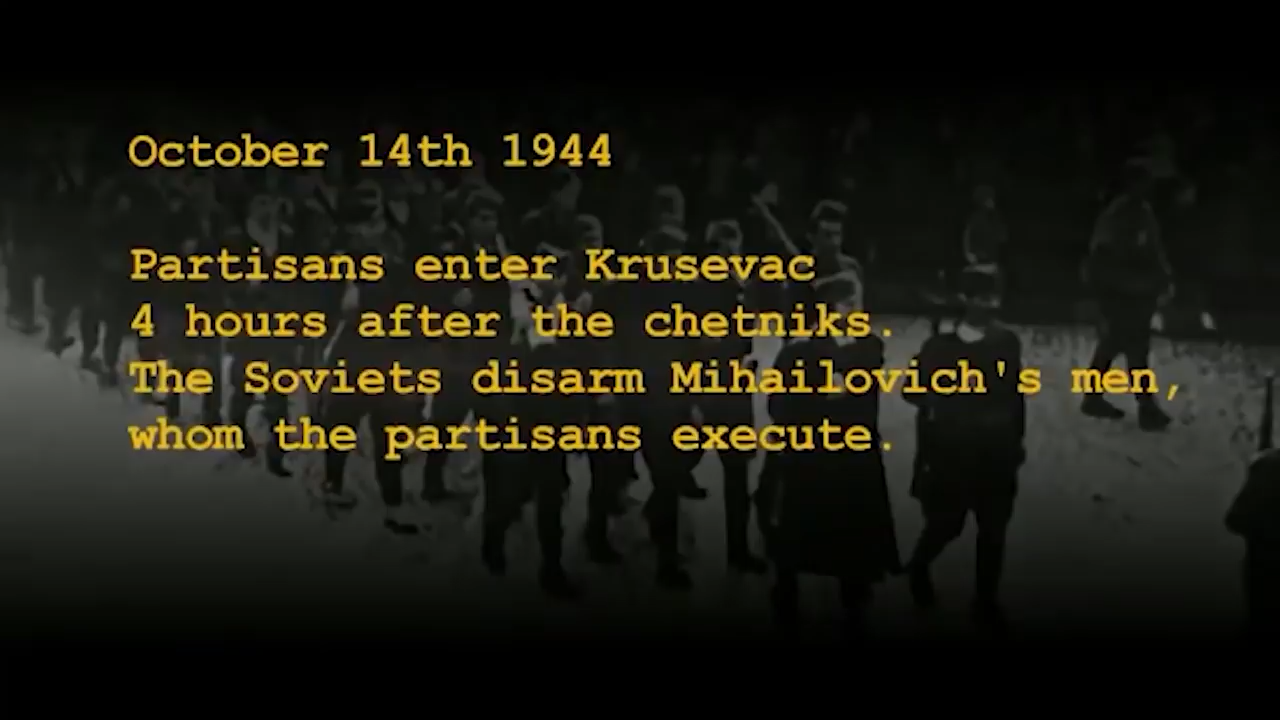 October 14th 1944
Partisans enter Krusevac
4 hours after the chetniks.
The Soviets disarm Mihailovich's men,
whom the partisans execute.